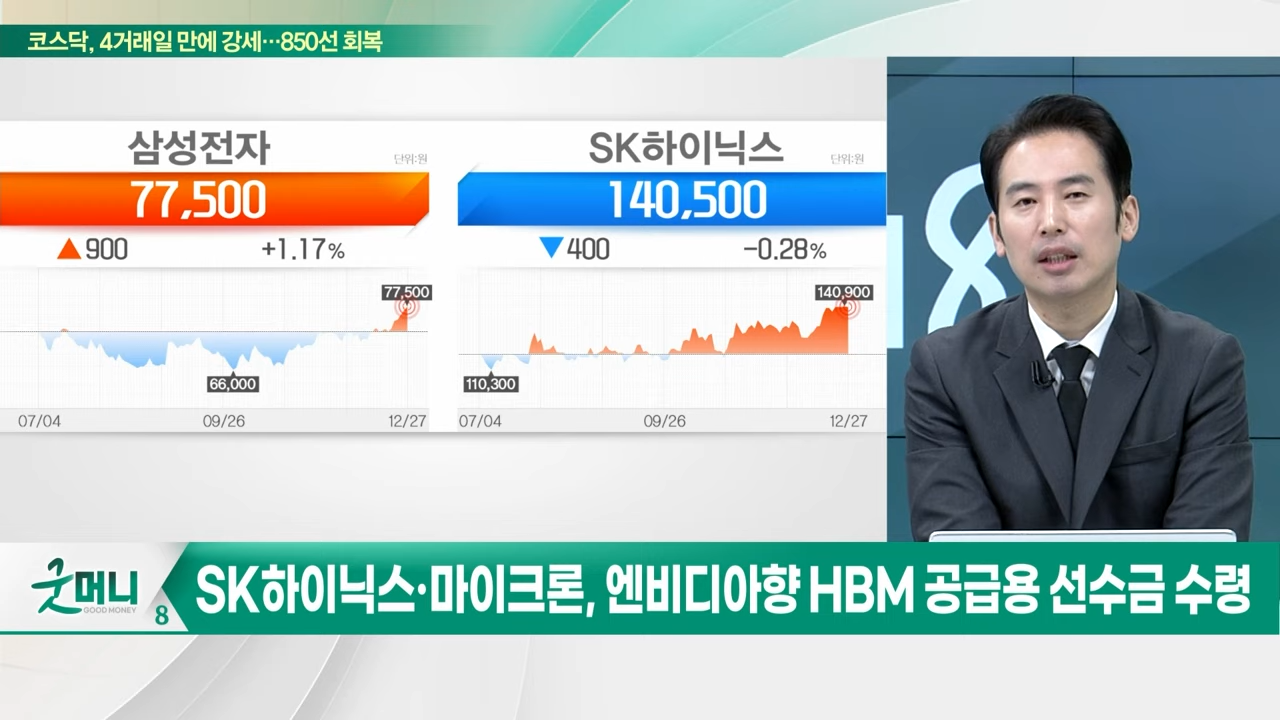 코스닥, 4거래일 만에 강세…850선 회복
삼성전자
단위:원
77,500
▲900
+1.17%
77,500
66,000
07/04
09/26
12/27
SK하이닉스
단위:원
140,500
▼400
-0.28%
140,900
110,300
07/04
09/26
12/27
8
굿머니
GOOD MONEY
8
SK하이닉스·마이크론, 엔비디아향 HBM 공급용 선수금 수령